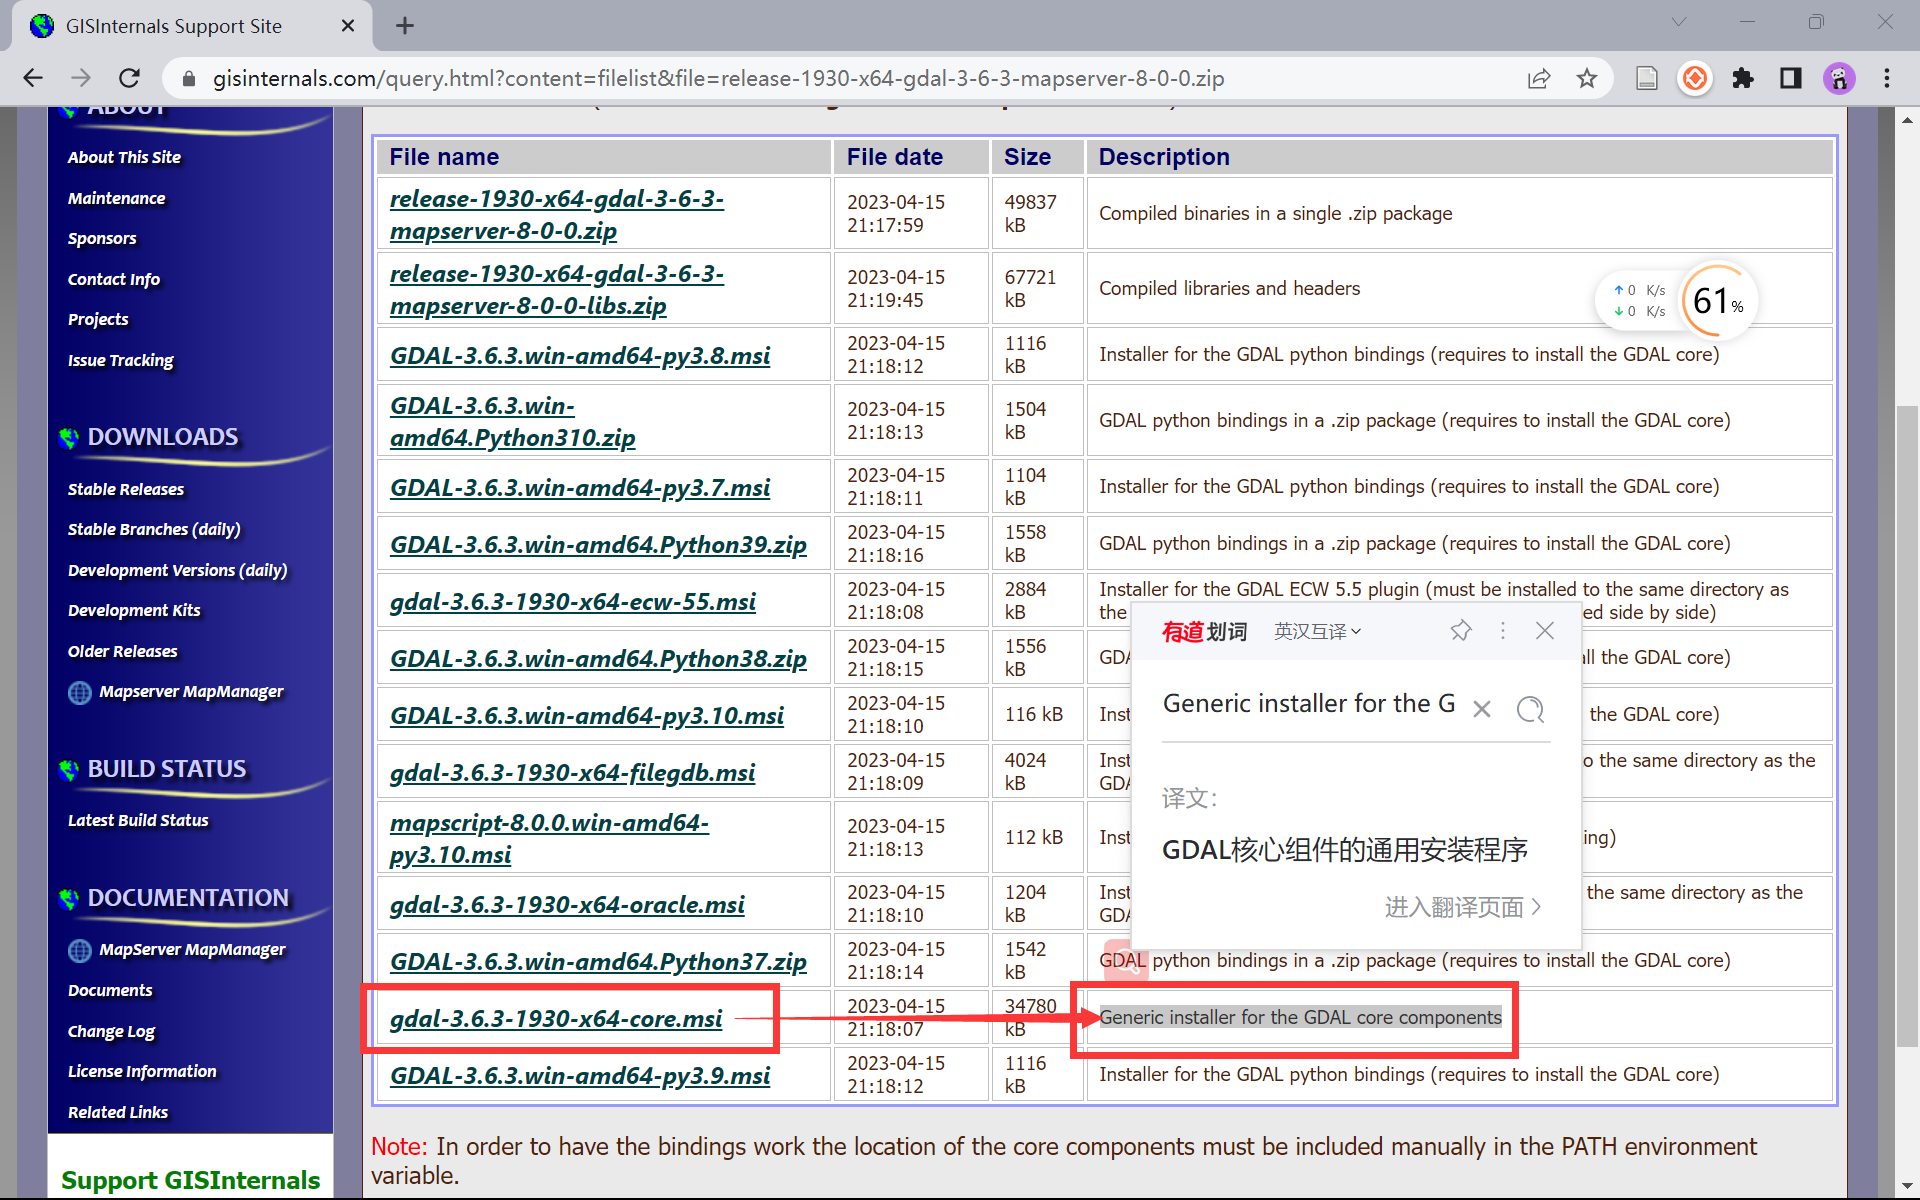 GISInternals Support Site
gisinternals.com/query.html?content=filelist&file=release-1930-x64-gdal-3-6-3-mapserver-8-0-0.zip
ABOUT
About This Site
Maintenance
Sponsors
Contact Info
Projects
Issue Tracking
DOWNLOADS
Stable Releases
Stable Branches (daily)
Development Versions (daily)
Development Kits
Older Releases
Mapserver MapManager
BUILD STATUS
Latest Build Status
DOCUMENTATION
MapServer MapManager
Documents
Change Log
License Information
Related Links
Support GISInternals
File name File date Size Description
release-1930-x64-gdal-3-6-3-
mapserver-8-0-0.zip
2023-04-15
21:17:59
49837
kB
Compiled binaries in a single .zip package
release-1930-x64-gdal-3-6-3-
mapserver-8-0-0-libs.zip
2023-04-15
21:19:45
67721
kB
Compiled libraries and headers
GDAL-3.6.3.win-amd64-py3.8.msi
2023-04-15
21:18:12
1116
kB
Installer for the GDAL python bindings (requires to install the GDAL core)
GDAL-3.6.3.win-
amd64.Python310.zip
2023-04-15
21:18:13
1504
kB
GDAL python bindings in a .zip package (requires to install the GDAL core)
GDAL-3.6.3.win-amd64-py3.7.msi
2023-04-15
21:18:11
1104
kB
Installer for the GDAL python bindings (requires to install the GDAL core)
GDAL-3.6.3.win-amd64.Python39.zip
2023-04-15
21:18:16
1558
kB
GDAL python bindings in a .zip package (requires to install the GDAL core)
gdal-3.6.3-1930-x64-ecw-55.msi
2023-04-15
21:18:08
2884
kB
Installer for the GDAL ECW 5.5 plugin (must be installed to the same directory as
the ed side by side)
GDAL-3.6.3.win-amd64.Python38.zip
2023-04-15
21:18:15
1556
kB
GDA ll the GDAL core)
GDAL-3.6.3.win-amd64-py3.10.msi
2023-04-15
21:18:10
116 kB
Inst the GDAL core)
gdal-3.6.3-1930-x64-filegdb.msi
2023-04-15
21:18:09
4024
kB
Inst o the same directory as the
GDA
mapscript-8.0.0.win-amd64-
py3.10.msi
2023-04-15
21:18:13
112 kB
Inst ing)
gdal-3.6.3-1930-x64-oracle.msi
2023-04-15
21:18:10
1204
kB
Inst the same directory as the
GDA
GDAL-3.6.3.win-amd64.Python37.zip
2023-04-15
21:18:14
1542
kB
GDAL python bindings in a .zip package (requires to install the GDAL core)
gdal-3.6.3-1930-x64-core.msi
2023-04-15
21:18:07
34780
kB
Generic installer for the GDAL core components
GDAL-3.6.3.win-amd64-py3.9.msi
2023-04-15
21:18:12
1116
kB
Installer for the GDAL python bindings (requires to install the GDAL core)
Note: In order to have the bindings work the location of the core components must be included manually in the PATH environment
variable.
↑ 0 K/s
↓ 0 K/s
61%
有道划词 英汉互译
Generic installer for the G
译文:
GDAL核心组件的通用安装程序
进入翻译页面